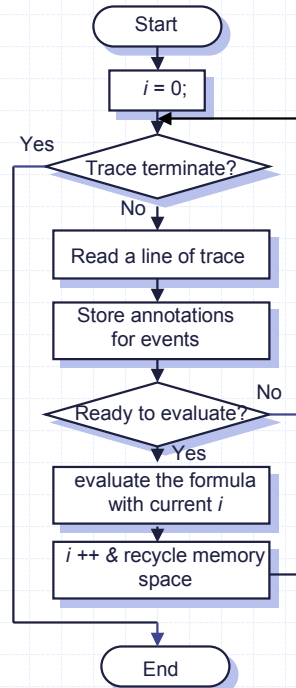 Start
i = 0;
Yes
Trace terminate?
No
Read a line of trace
Store annotations
for events
No
Ready to evaluate?
Yes
evaluate the formula
with current i
i ++ & recycle memory
space
End